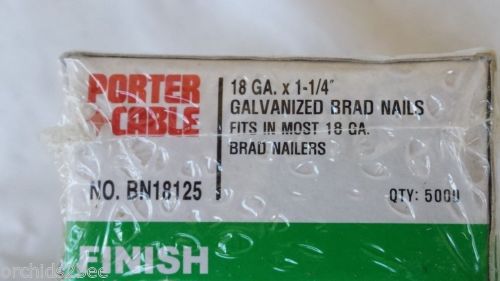 PORTER
CABLE
18 GA. x 1-1/4"
GALVANIZED BRAD NAILS
FITS IN MOST 18 GA.
BRAD NAILERS
NO. BN18125
QTY: 5000
FINISH
orchids25ee